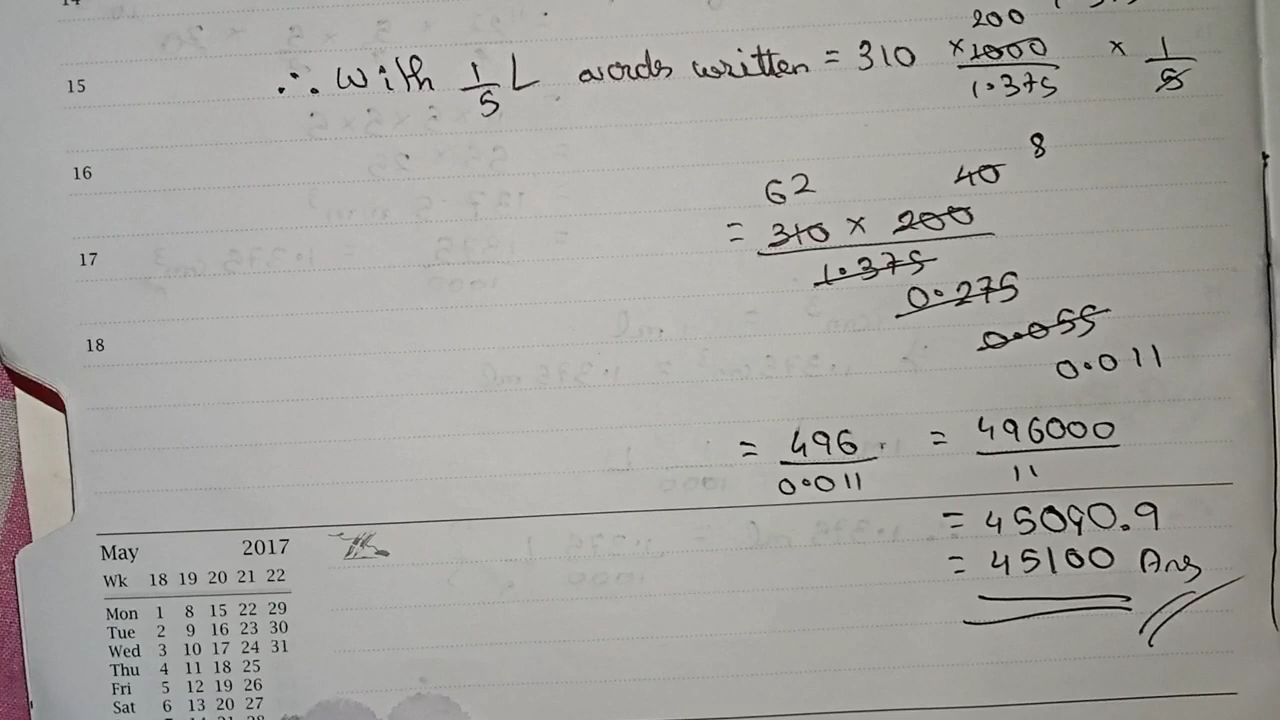 15
∴ With 1/5 L words written = 310 × 1000/1.375 × 1/5
200
16
8
62 40
17
= 310 × 200
1.375
0.275
18
0.055
0.011
= 496/0.011 = 496000/11
= 45090.9
= 45100 Ans
May 2017
Wk 18 19 20 21 22
Mon 1 8 15 22 29
Tue 2 9 16 23 30
Wed 3 10 17 24 31
Thu 4 11 18 25
Fri 5 12 19 26
Sat 6 13 20 27